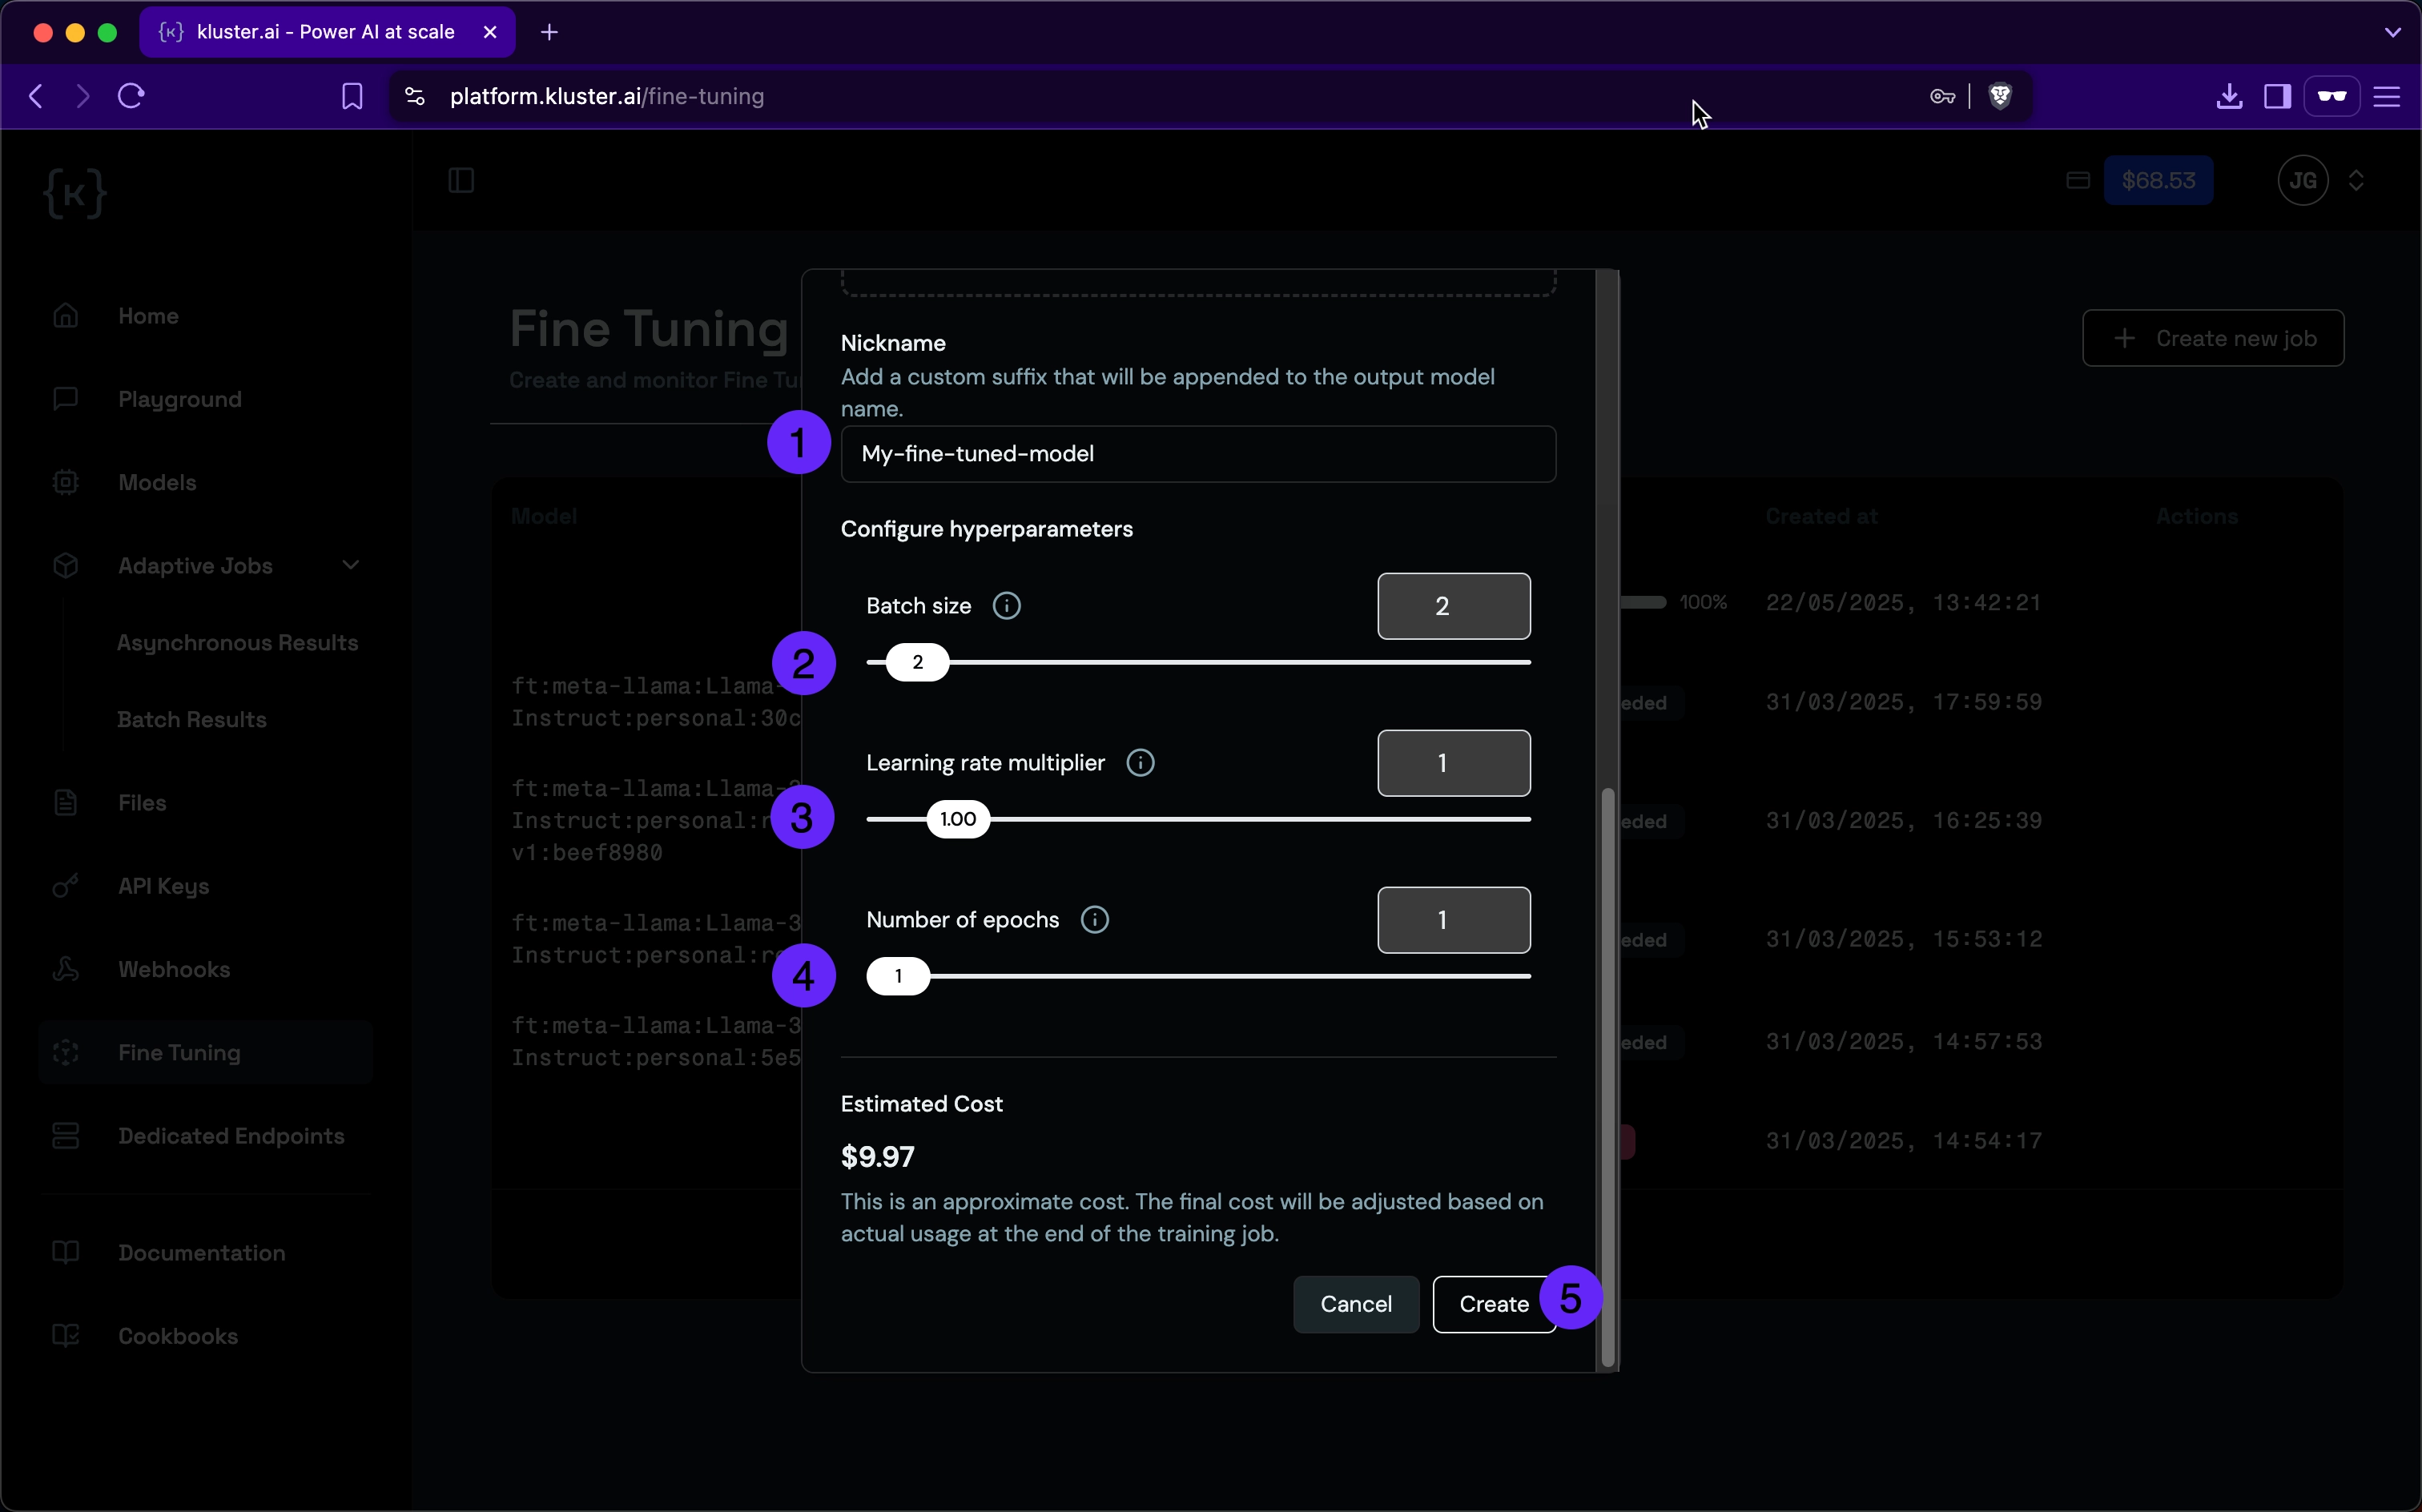 {K} kluster.ai - Power AI at scale
platform.kluster.ai/fine-tuning
{K}
$68.53
JG
Home
Playground
Models
Adaptive Jobs
Asynchronous Results
Batch Results
Files
API Keys
Webhooks
Fine Tuning
Dedicated Endpoints
Documentation
Cookbooks
Fine Tuning
Create and monitor Fine Tu
Create new job
Model
Created at
Actions
100%
22/05/2025, 13:42:21
ft:meta-llama:Llama-
Instruct:personal:30c
eded
31/03/2025, 17:59:59
ft:meta-llama:Llama-3
Instruct:personal:r
v1:beef8980
eded
31/03/2025, 16:25:39
ft:meta-llama:Llama-3
Instruct:personal:re
eded
31/03/2025, 15:53:12
ft:meta-llama:Llama-3
Instruct:personal:5e5
eded
31/03/2025, 14:57:53
31/03/2025, 14:54:17
Nickname
Add a custom suffix that will be appended to the output model
name.
1
My-fine-tuned-model
Configure hyperparameters
Batch size
2
2
2
Learning rate multiplier
1
3
1.00
Number of epochs
1
4
1
Estimated Cost
$9.97
This is an approximate cost. The final cost will be adjusted based on
actual usage at the end of the training job.
Cancel
Create
5